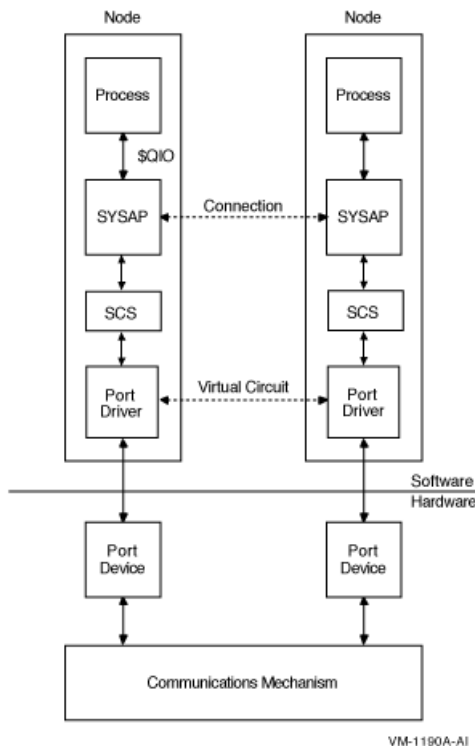 Node
Node
Process
Process
$QIO
SYSAP
Connection
SYSAP
SCS
SCS
Port
Driver
Virtual Circuit
Port
Driver
Software
Hardware
Port
Device
Port
Device
Communications Mechanism
VM-1190A-AI